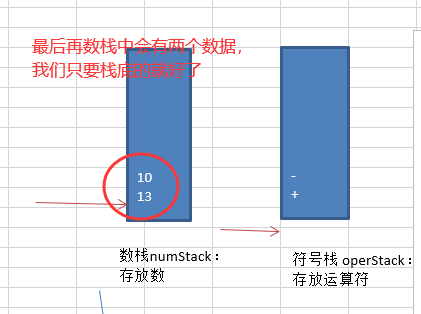 最后再数栈中会有两个数据，
我们只要栈底的就好了
10
13
-
+
数栈numStack：
存放数
符号栈 operStack：
存放运算符